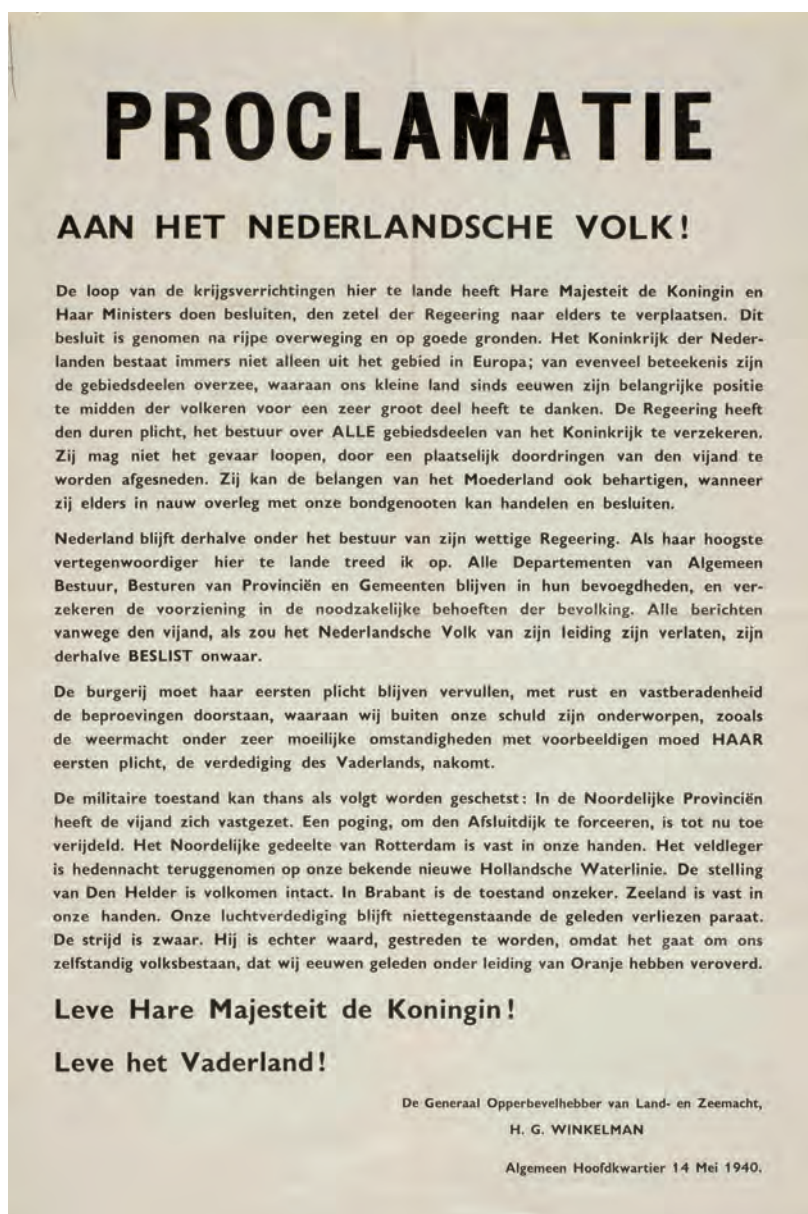 PROCLAMATIE
AAN HET NEDERLANDSCHE VOLK!
De loop van de krijgsverrichtingen hier te lande heeft Hare Majesteit de Koningin en
Haar Ministers doen besluiten, den zetel der Regeering naar elders te verplaatsen. Dit
besluit is genomen na rijpe overweging en op goede gronden. Het Koninkrijk der Neder-
landen bestaat immers niet alleen uit het gebied in Europa; van evenveel beteekenis zijn
de gebiedsdeelen overzee, waaraan ons kleine land sinds eeuwen zijn belangrijke positie
te midden der volkeren voor een zeer groot deel heeft te danken. De Regeering heeft
den duren plicht, het bestuur over ALLE gebiedsdeelen van het Koninkrijk te verzekeren.
Zij mag niet het gevaar loopen, door een plaatselijk doordringen van den vijand te
worden afgesneden. Zij kan de belangen van het Moederland ook behartigen, wanneer
zij elders in nauw overleg met onze bondgenooten kan handelen en besluiten.
Nederland blijft derhalve onder het bestuur van zijn wettige Regeering. Als haar hoogste
vertegenwoordiger hier te lande treed ik op. Alle Departementen van Algemeen
Bestuur, Besturen van Provinciën en Gemeenten blijven in hun bevoegdheden, en ver-
zekeren de voorziening in de noodzakelijke behoeften der bevolking. Alle berichten
vanwege den vijand, als zou het Nederlandsche Volk van zijn leiding zijn verlaten, zijn
derhalve BESLIST onwaar.
De burgerij moet haar eersten plicht blijven vervullen, met rust en vastberadenheid
de beproevingen doorstaan, waaraan wij buiten onze schuld zijn onderworpen, zooals
de weermacht onder zeer moeilijke omstandigheden met voorbeeldigen moed HAAR
eersten plicht, de verdediging des Vaderlands, nakomt.
De militaire toestand kan thans als volgt worden geschetst: In de Noordelijke Provinciën
heeft de vijand zich vastgezet. Een poging, om den Afsluitdijk te forceeren, is tot nu toe
verijdeld. Het Noordelijke gedeelte van Rotterdam is vast in onze handen. Het veldleger
is hedennacht teruggenomen op onze bekende nieuwe Hollandsche Waterlinie. De stelling
van Den Helder is volkomen intact. In Brabant is de toestand onzeker. Zeeland is vast in
onze handen. Onze luchtverdediging blijft niettegenstaande de geleden verliezen paraat.
De strijd is zwaar. Hij is echter waard, gestreden te worden, omdat het gaat om ons
zelfstandig volksbestaan, dat wij eeuwen geleden onder leiding van Oranje hebben veroverd.
Leve Hare Majesteit de Koningin!
Leve het Vaderland!
De Generaal Opperbevelhebber van Land- en Zeemacht,
H. G. WINKELMAN
Algemeen Hoofdkwartier 14 Mei 1940.